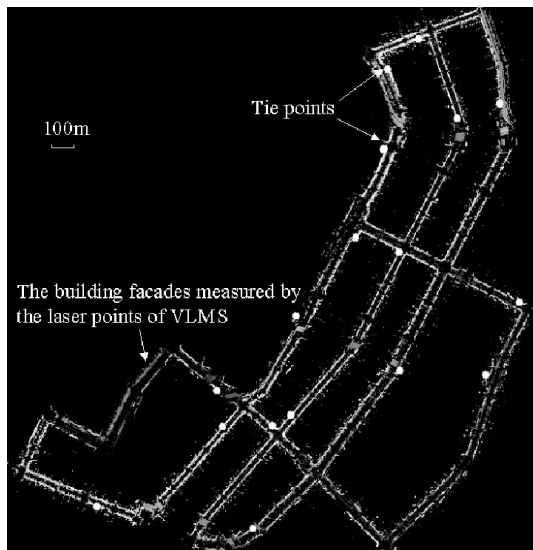 Tie points
100m
The building facades measured by
the laser points of VLMS